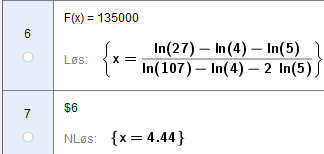 6
F(x) = 135000
Løs: {x = (ln(27) − ln(4) − ln(5)) / (ln(107) − ln(4) − 2 ln(5))}
7
$6
NLøs: {x = 4.44}